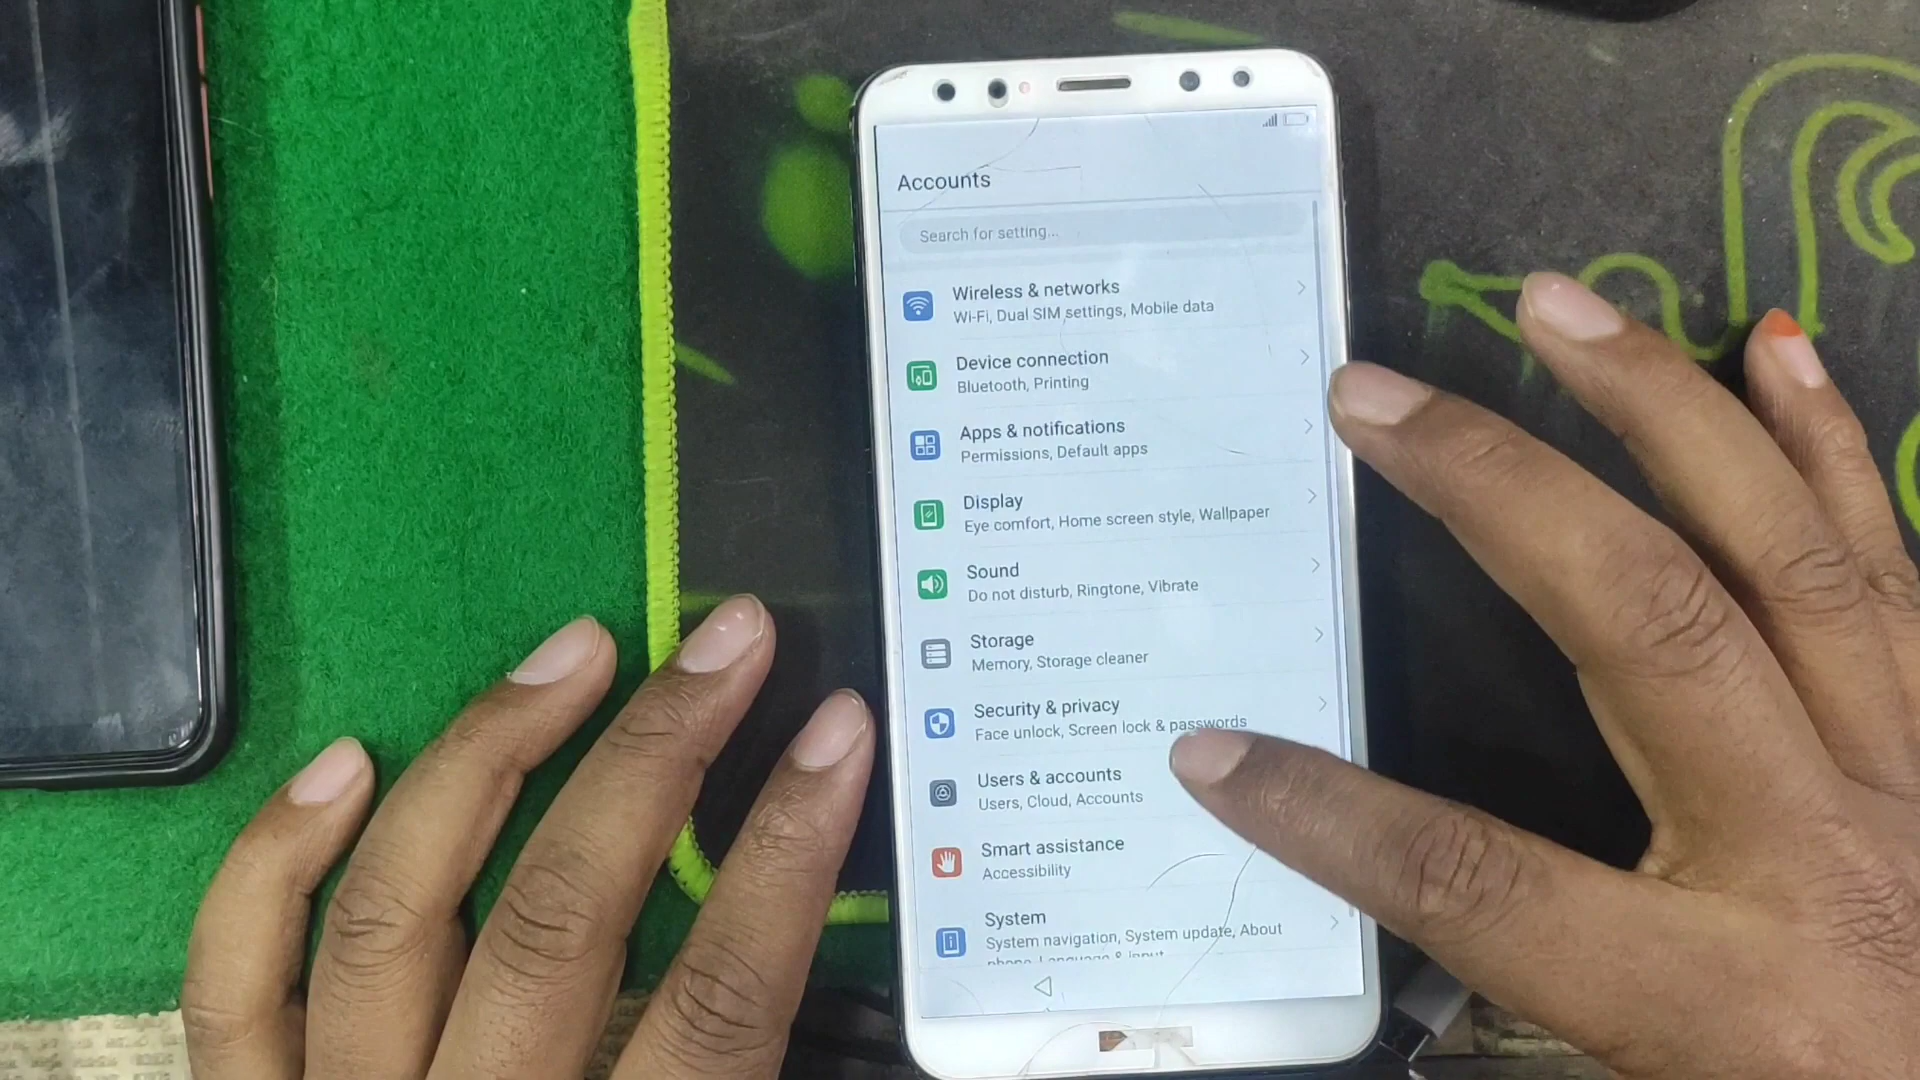 Accounts
Search for setting...
Wireless & networks
Wi-Fi, Dual SIM settings, Mobile data
Device connection
Bluetooth, Printing
Apps & notifications
Permissions, Default apps
Display
Eye comfort, Home screen style, Wallpaper
Sound
Do not disturb, Ringtone, Vibrate
Storage
Memory, Storage cleaner
Security & privacy
Face unlock, Screen lock & passwords
Users & accounts
Users, Cloud, Accounts
Smart assistance
Accessibility
System
System navigation, System update, About
phone, Language & input